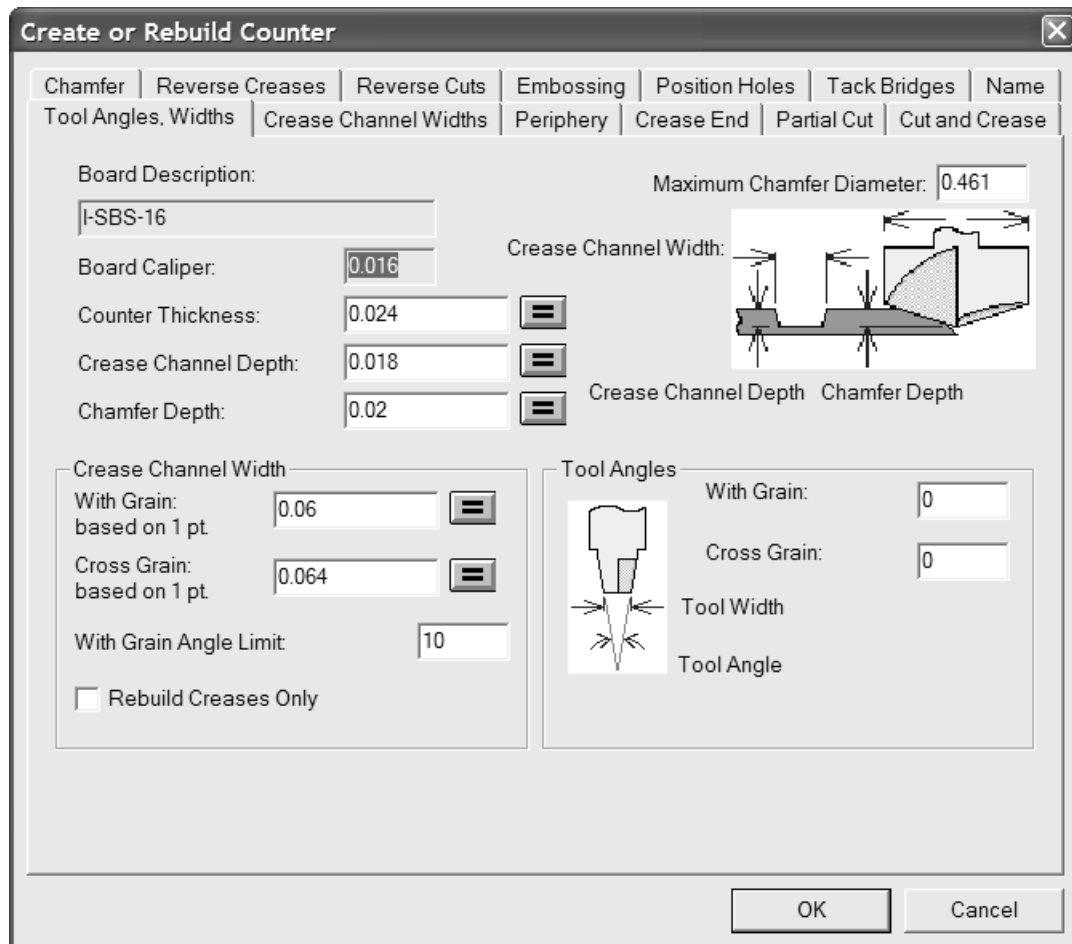 Create or Rebuild Counter
Chamfer Reverse Creases Reverse Cuts Embossing Position Holes Tack Bridges Name
Tool Angles, Widths Crease Channel Widths Periphery Crease End Partial Cut Cut and Crease
Board Description:
I-SBS-16
Maximum Chamfer Diameter: 0.461
Board Caliper: 0.016
Counter Thickness: 0.024 =
Crease Channel Depth: 0.018 =
Chamfer Depth: 0.02 =
Crease Channel Width:
Crease Channel Depth Chamfer Depth
Crease Channel Width
With Grain:
based on 1 pt.
0.06 =
Cross Grain:
based on 1 pt.
0.064 =
With Grain Angle Limit: 10
Rebuild Creases Only
Tool Angles
With Grain: 0
Cross Grain: 0
Tool Width
Tool Angle
OK Cancel